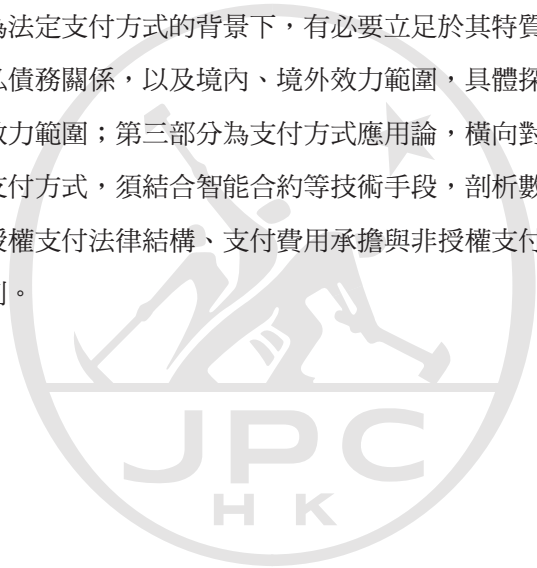 為法定支付方式的背景下，有必要立足於其特質
私債務關係，以及境內、境外效力範圍，具體探
效力範圍；第三部分為支付方式應用論，橫向對
支付方式，須結合智能合約等技術手段，剖析數
授權支付法律結構、支付費用承擔與非授權支付
則。
JPC
HK